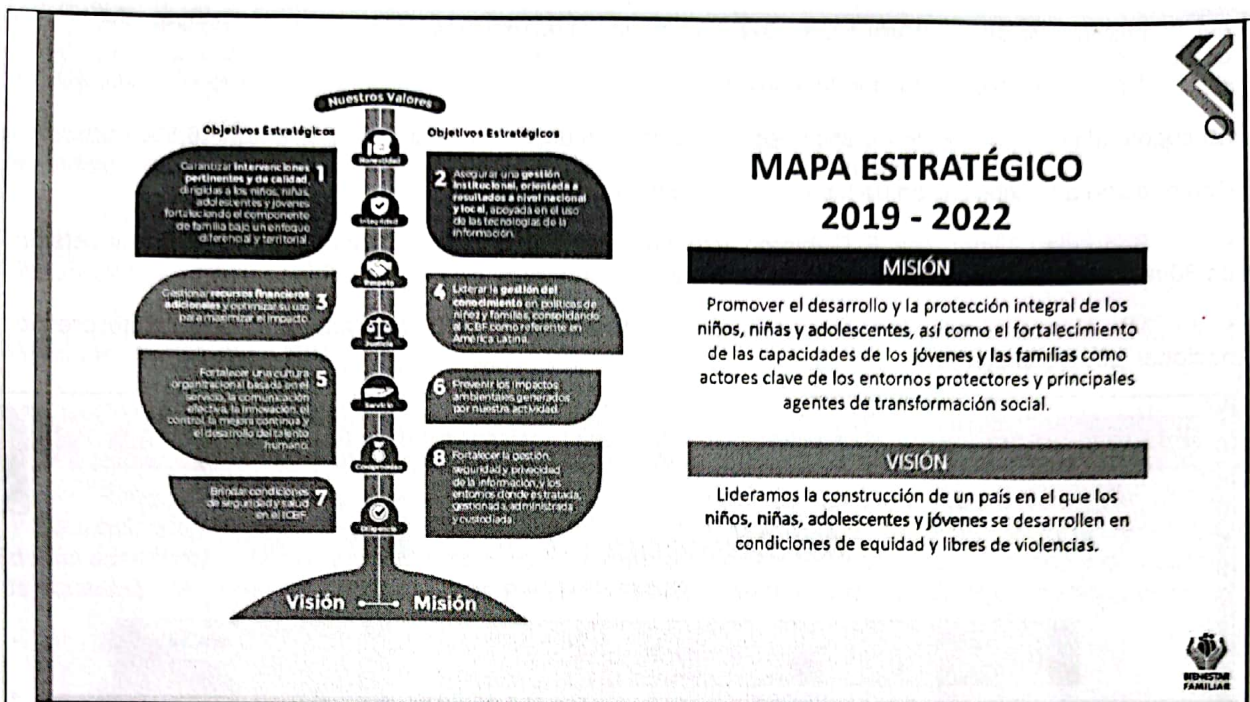 Nuestros Valores
Objetivos Estratégicos
1
Garantizar intervenciones
pertinentes y de calidad
dirigidas a los niños, niñas,
adolescentes y jóvenes
fortaleciendo el componente
de familia bajo un enfoque
diferencial y territorial
3
Gestionar recursos financieros
adicionales y optimizar su uso
para maximizar el impacto.
5
Fortalecer una cultura
organizacional basada en el
servicio, la comunicación
efectiva, la innovación, el
control, la mejora continua y
el desarrollo del talento
humano.
7
Brindar condiciones
de seguridad y salud
en el ICBF
Honestidad
Integridad
Respeto
Justicia
Servicio
Compromiso
Diligencia
Objetivos Estratégicos
2
Asegurar una gestión
institucional, orientada a
resultados a nivel nacional
y local, apoyada en el uso
de las tecnologías de la
información.
4
Liderar la gestión del
conocimiento en políticas de
niñez y familias, consolidando
al ICBF como referente en
América Latina.
6
Prevenir los impactos
ambientales generados
por nuestra actividad.
8
Fortalecer la gestión,
seguridad y privacidad
de la información, y los
entornos donde es tratada,
gestionada, administrada
y custodiada
Visión
Misión
MAPA ESTRATÉGICO
2019 - 2022
MISIÓN
Promover el desarrollo y la protección integral de los
niños, niñas y adolescentes, así como el fortalecimiento
de las capacidades de los jóvenes y las familias como
actores clave de los entornos protectores y principales
agentes de transformación social.
VISIÓN
Lideramos la construcción de un país en el que los
niños, niñas, adolescentes y jóvenes se desarrollen en
condiciones de equidad y libres de violencias.
BIENESTAR
FAMILIAR